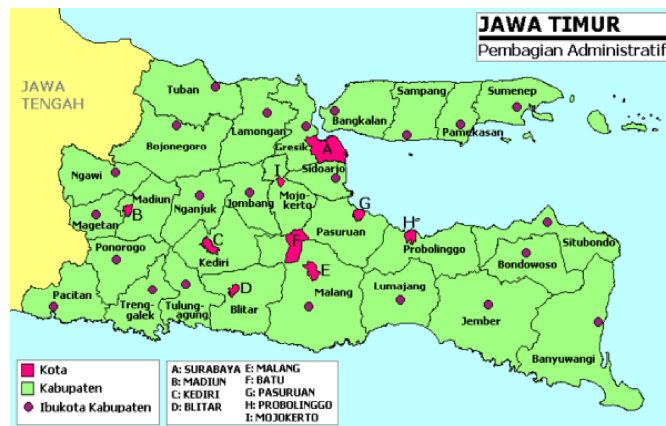 JAWA TIMUR
Pembagian Administratif
JAWA
TENGAH
Tuban
Sampang
Sumenep
Bangkalan
Pamekasan
Lamongan
Bojonegoro
Gresik
A
Sidoarjo
Ngawi
I
Madiun
Mojo-
kerto
Nganjuk
Jombang
Magetan
B
G
H
Ponorogo
C
Kediri
F
Pasuruan
Probolinggo
Situbondo
Bondowoso
E
Pacitan
Treng-
galek
Tulung-
agung
D
Blitar
Malang
Lumajang
Jember
Banyuwangi
Kota
Kabupaten
Ibukota Kabupaten
A: SURABAYA
B: MADIUN
C: KEDIRI
D: BLITAR
E: MALANG
F: BATU
G: PASURUAN
H: PROBOLINGGO
I: MOJOKERTO